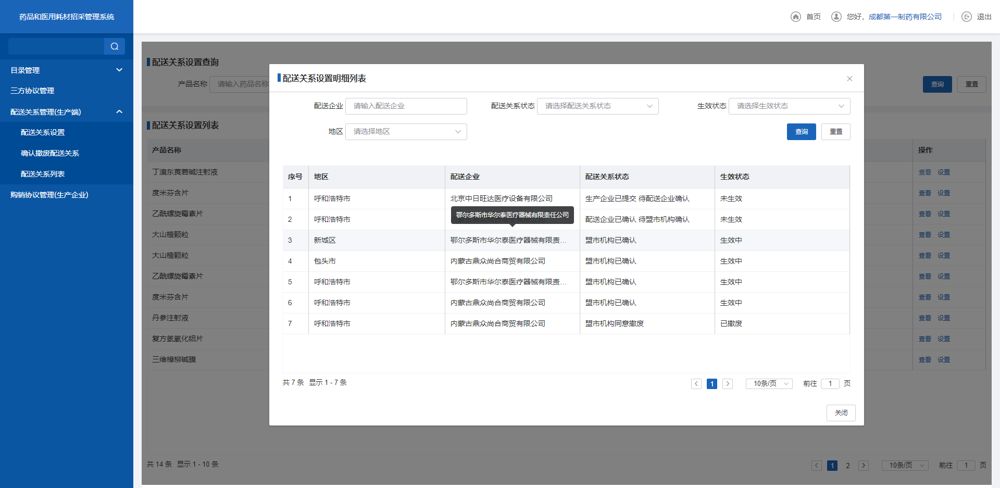 药品和医用耗材招采管理系统
首页
您好，成都第一制药有限公司
退出
目录管理
三方协议管理
配送关系管理(生产端)
配送关系设置
确认撤废配送关系
配送关系列表
购销协议管理(生产企业)
配送关系设置查询
产品名称 请输入药品名称
查询 重置
配送关系设置列表
产品名称 操作
丁溴东莨菪碱注射液 查看 设置
度米芬含片 查看 设置
乙酰螺旋霉素片 查看 设置
大山楂颗粒 查看 设置
大山楂颗粒 查看 设置
乙酰螺旋霉素片 查看 设置
度米芬含片 查看 设置
丹参注射液 查看 设置
复方氢氧化铝片 查看 设置
三维樟柳碱膜 查看 设置
共 14 条 显示 1 - 10 条
1 2 10条/页 前往 1 页
配送关系设置明细列表
配送企业 请输入配送企业 配送关系状态 请选择配送关系状态 生效状态 请选择生效状态
地区 请选择地区 查询 重置
序号 地区 配送企业 配送关系状态 生效状态
1 呼和浩特市 北京中日旺达医疗设备有限公司 生产企业已提交 待配送企业确认 未生效
鄂尔多斯市华尔泰医疗器械有限责任公司
2 呼和浩特市 配送企业已确认 待盟市机构确认 未生效
3 新城区 鄂尔多斯市华尔泰医疗器械有限责... 盟市机构已确认 生效中
4 包头市 内蒙古鼎众尚合商贸有限公司 盟市机构已确认 生效中
5 呼和浩特市 鄂尔多斯市华尔泰医疗器械有限责... 盟市机构已确认 生效中
6 呼和浩特市 内蒙古鼎众尚合商贸有限公司 盟市机构已确认 生效中
7 呼和浩特市 内蒙古鼎众尚合商贸有限公司 盟市机构同意撤废 已撤废
共 7 条 显示 1 - 7 条
1 10条/页 前往 1 页
关闭